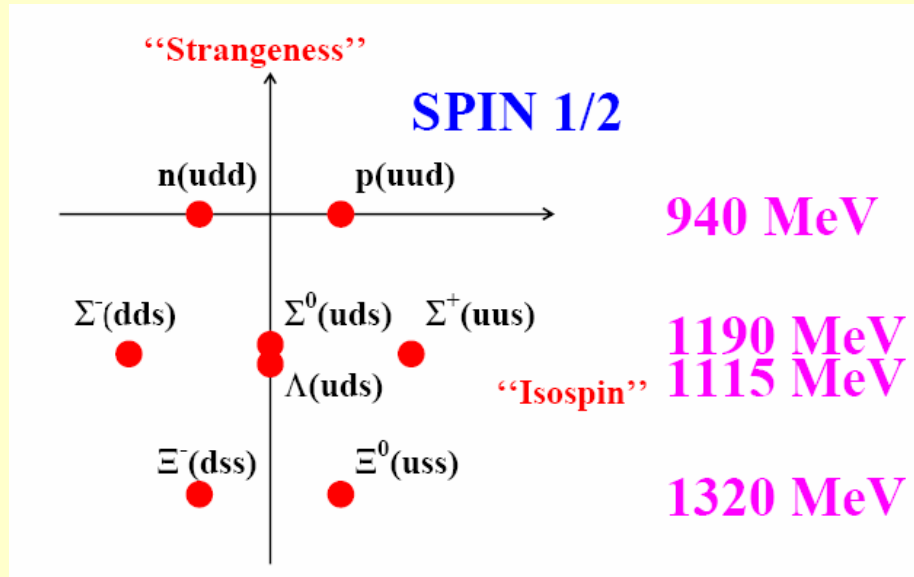 ‘‘Strangeness’’
SPIN 1/2
n(udd) p(uud)
940 MeV
Σ⁻(dds) Σ⁰(uds) Σ⁺(uus)
1190 MeV
Λ(uds) ‘‘Isospin’’ 1115 MeV
Ξ⁻(dss) Ξ⁰(uss)
1320 MeV